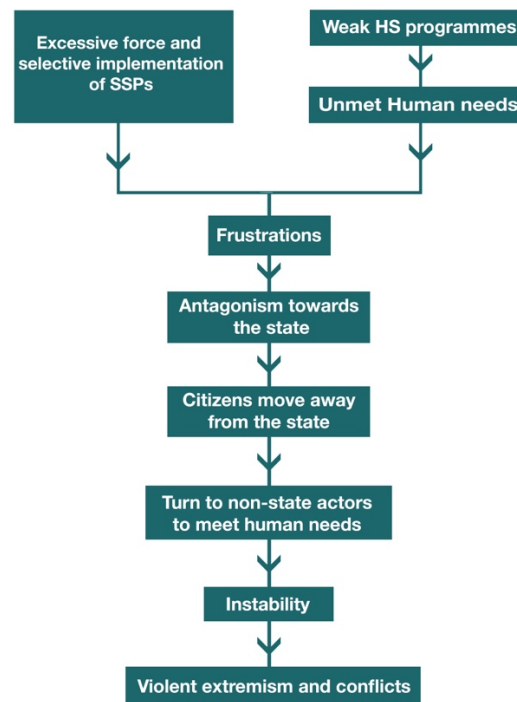 Excessive force and
selective implementation
of SSPs
Weak HS programmes
Unmet Human needs
Frustrations
Antagonism towards
the state
Citizens move away
from the state
Turn to non-state actors
to meet human needs
Instability
Violent extremism and conflicts